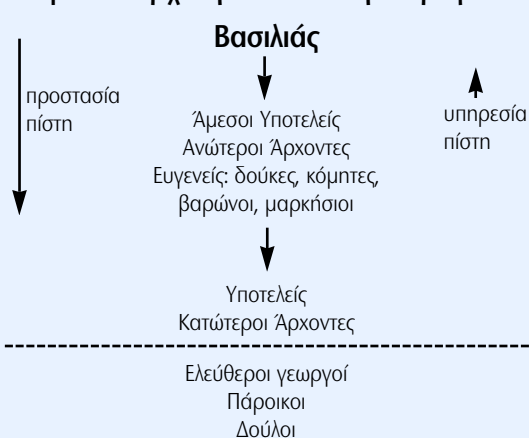 Βασιλιάς
προστασία
πίστη
Άμεσοι Υποτελείς
Ανώτεροι Άρχοντες
Ευγενείς: δούκες, κόμητες,
βαρώνοι, μαρκήσιοι
υπηρεσία
πίστη
Υποτελείς
Κατώτεροι Άρχοντες
Ελεύθεροι γεωργοί
Πάροικοι
Δούλοι